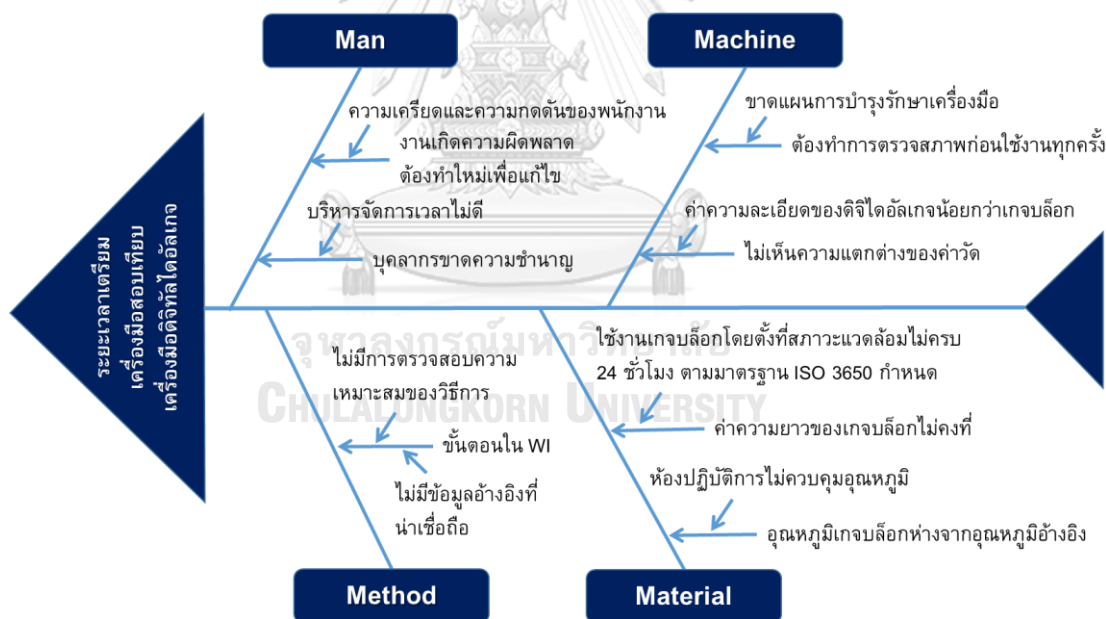 Man
Machine
ความเครียดและความกดดันของพนักงาน
งานเกิดความผิดพลาด
ต้องทำใหม่เพื่อแก้ไข
บริหารจัดการเวลาไม่ดี
บุคลากรขาดความชำนาญ
ขาดแผนการบำรุงรักษาเครื่องมือ
ต้องทำการตรวจสภาพก่อนใช้งานทุกครั้ง
ค่าความละเอียดของดิจิไดอัลเกจน้อยกว่าเกจบล็อก
ไม่เห็นความแตกต่างของค่าวัด
ระยะเวลาเตรียม
เครื่องมือสอบเทียบ
เครื่องมือดิจิทัลไดอัลเกจ
จุฬาลงกรณ์มหาวิทยาลัย
CHULALONGKORN UNIVERSITY
ไม่มีการตรวจสอบความ
เหมาะสมของวิธีการ
ขั้นตอนใน WI
ไม่มีข้อมูลอ้างอิงที่
น่าเชื่อถือ
ใช้งานเกจบล็อกโดยตั้งที่สภาวะแวดล้อมไม่ครบ
24 ชั่วโมง ตามมาตรฐาน ISO 3650 กำหนด
ค่าความยาวของเกจบล็อกไม่คงที่
ห้องปฏิบัติการไม่ควบคุมอุณหภูมิ
อุณหภูมิเกจบล็อกห่างจากอุณหภูมิอ้างอิง
Method
Material